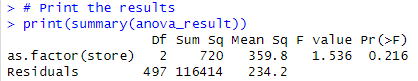 > # Print the results
> print(summary(anova_result))
                  Df Sum Sq Mean Sq F value Pr(>F)
as.factor(store)   2    720   359.8   1.536  0.216
Residuals        497 116414   234.2